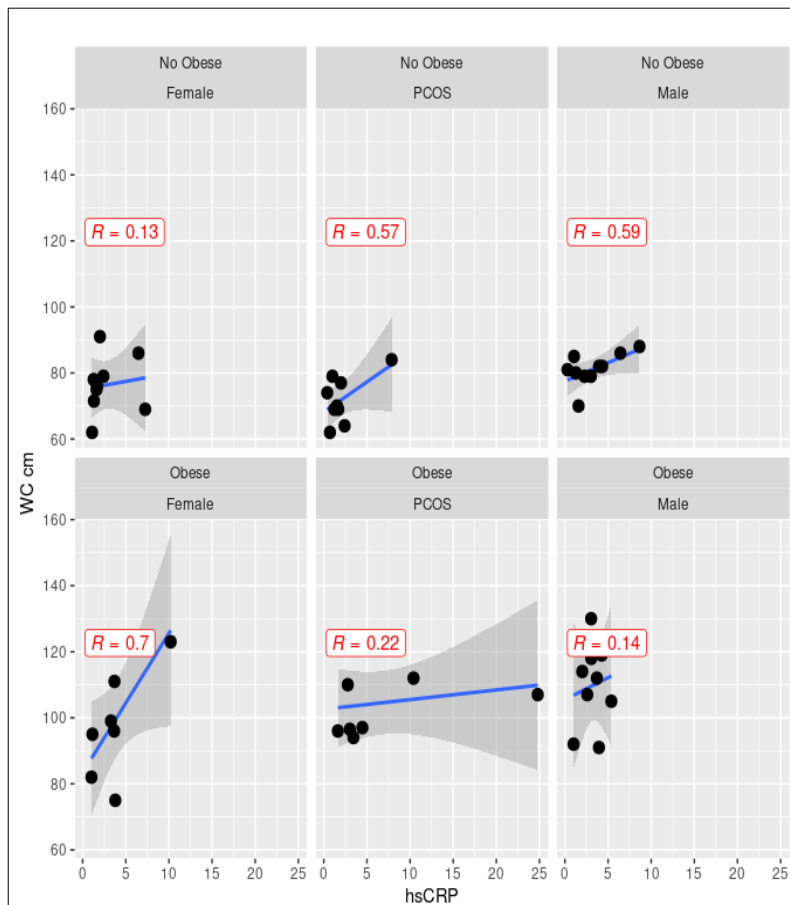 No Obese No Obese No Obese
Female PCOS Male
160
140
120
100
80
60
R = 0.13
R = 0.57
R = 0.59
WC cm
Obese Obese Obese
Female PCOS Male
160
140
120
100
80
60
R = 0.7
R = 0.22
R = 0.14
0 5 10 15 20 25 0 5 10 15 20 25 0 5 10 15 20 25
hsCRP